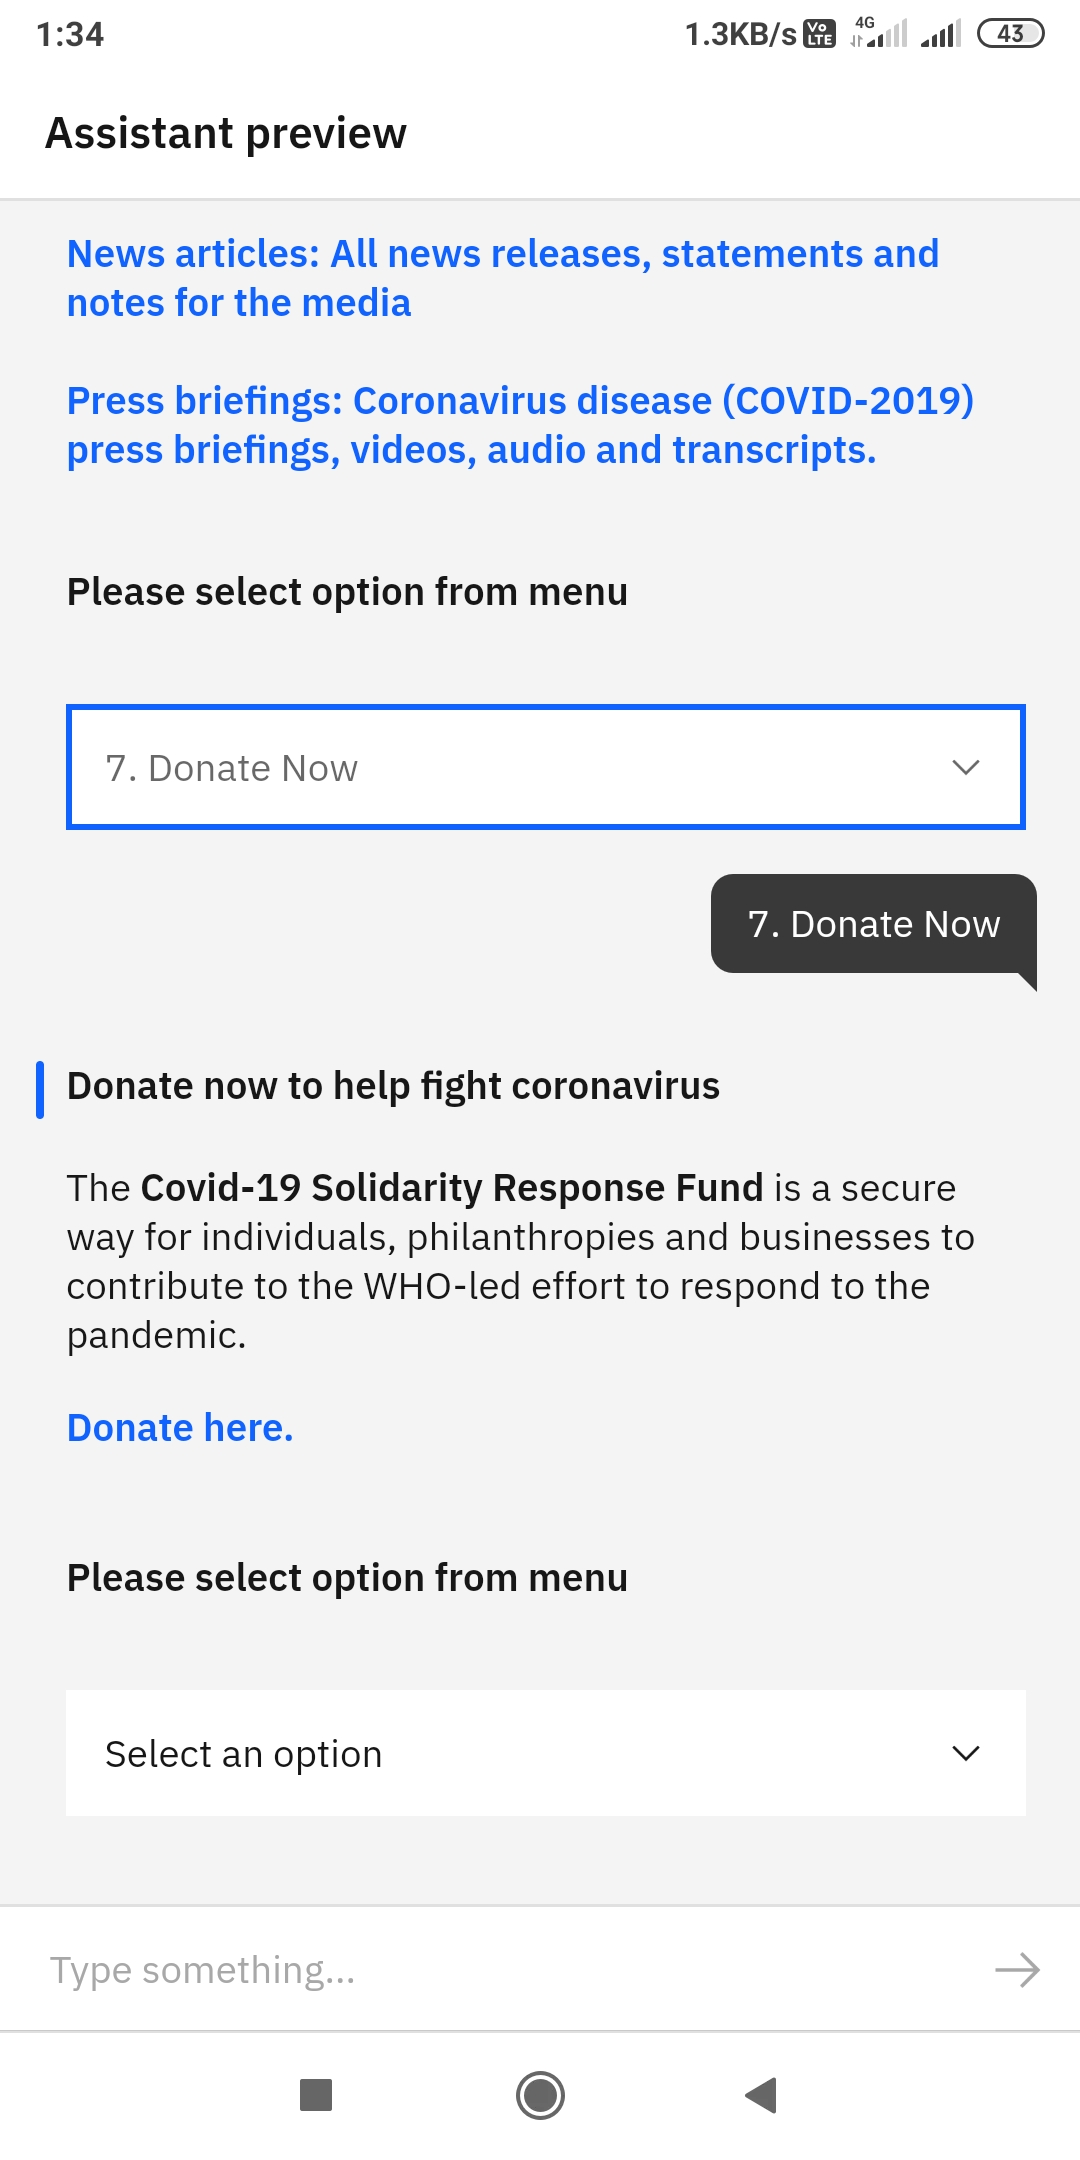 1:34
1.3KB/s Vo LTE 4G 43
Assistant preview
News articles: All news releases, statements and
notes for the media
Press briefings: Coronavirus disease (COVID-2019)
press briefings, videos, audio and transcripts.
Please select option from menu
7. Donate Now
7. Donate Now
Donate now to help fight coronavirus
The Covid-19 Solidarity Response Fund is a secure
way for individuals, philanthropies and businesses to
contribute to the WHO-led effort to respond to the
pandemic.
Donate here.
Please select option from menu
Select an option
Type something...